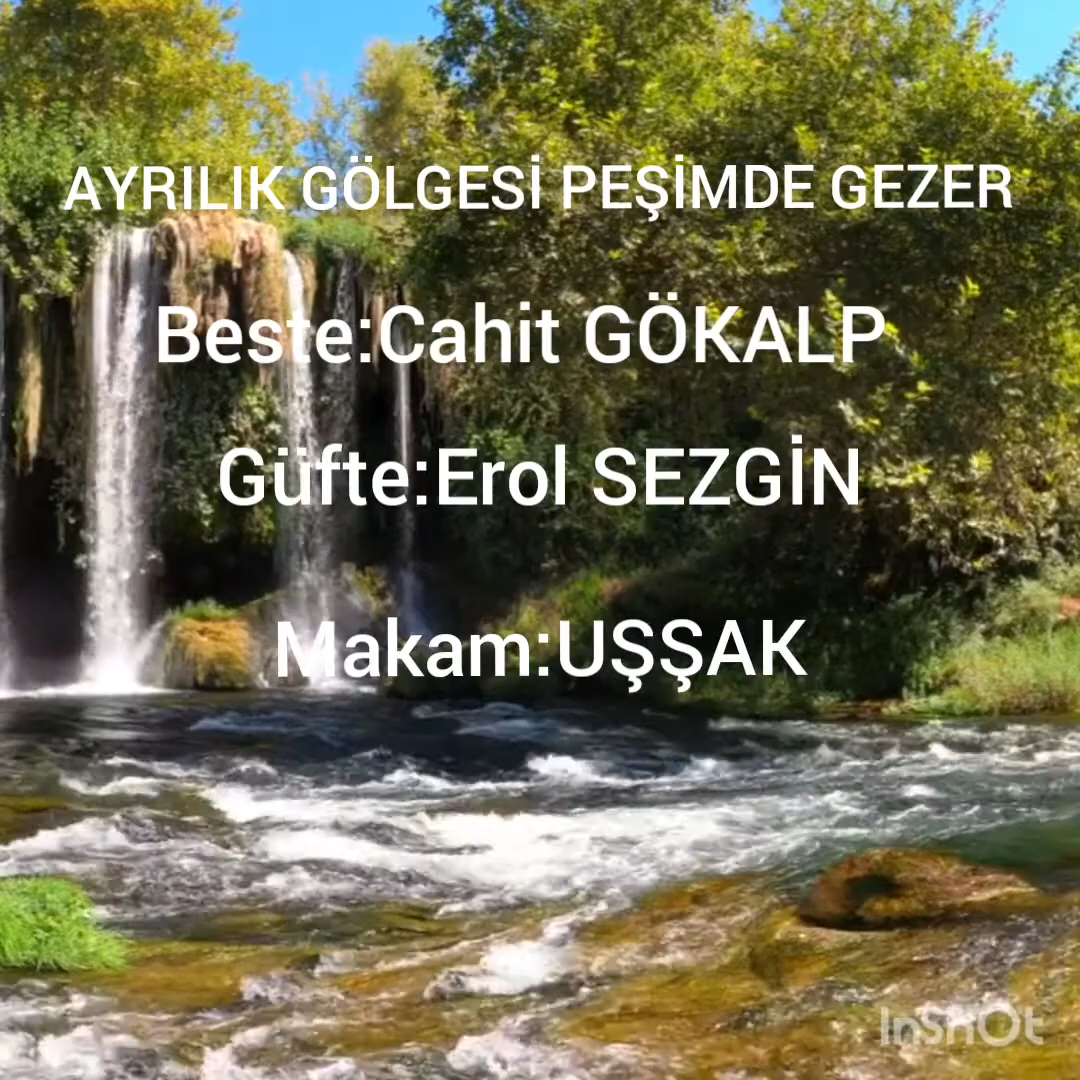 AYRILIK GÖLGESİ PEŞİMDE GEZER
Beste:Cahit GÖKALP
Güfte:Erol SEZGİN
Makam:UŞŞAK
InShOt